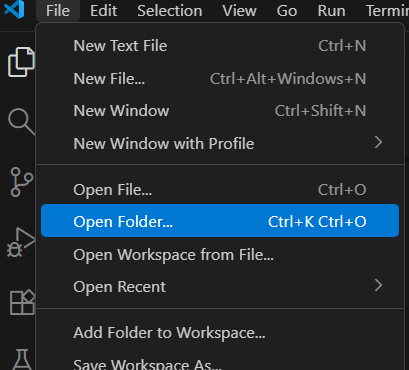 File Edit Selection View Go Run Termin
New Text File Ctrl+N
New File... Ctrl+Alt+Windows+N
New Window Ctrl+Shift+N
New Window with Profile
Open File... Ctrl+O
Open Folder... Ctrl+K Ctrl+O
Open Workspace from File...
Open Recent
Add Folder to Workspace...
Save Workspace As...